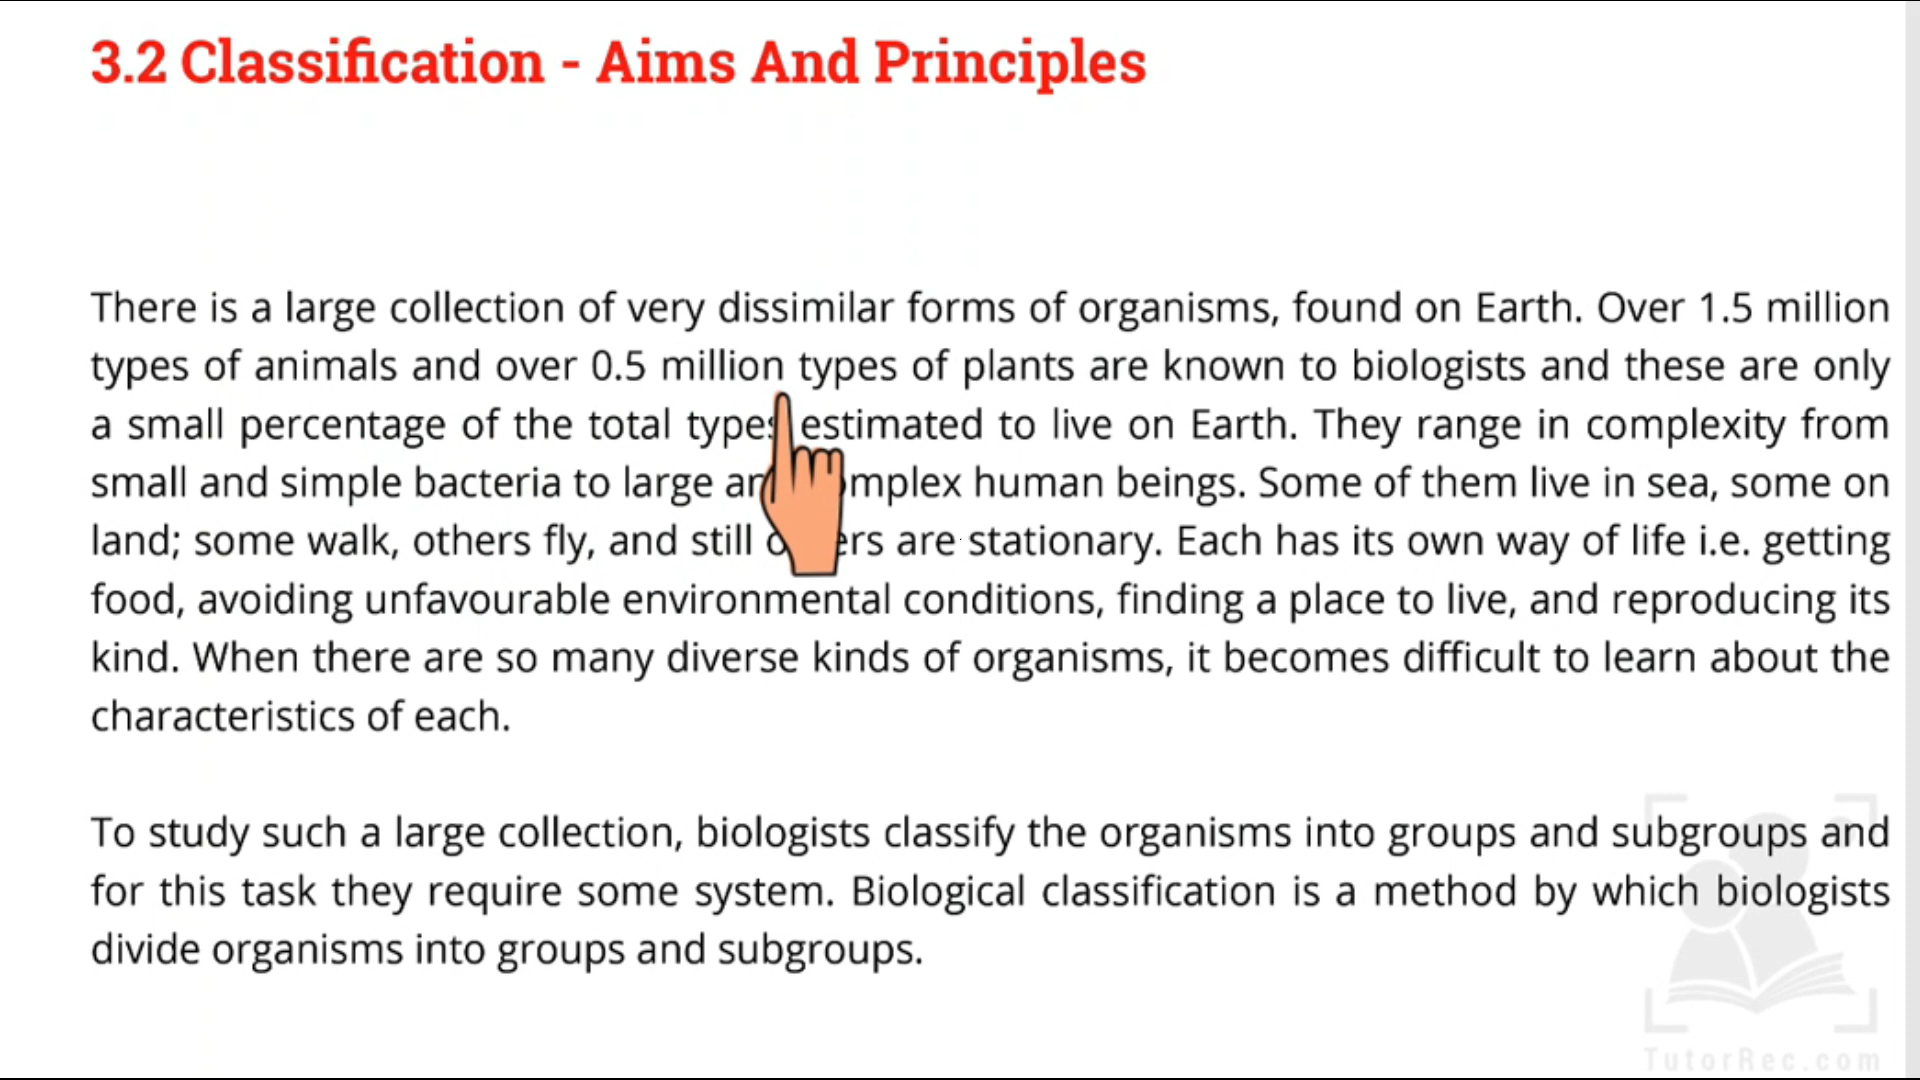 3.2 Classification - Aims And Principles
There is a large collection of very dissimilar forms of organisms, found on Earth. Over 1.5 million
types of animals and over 0.5 million types of plants are known to biologists and these are only
a small percentage of the total types estimated to live on Earth. They range in complexity from
small and simple bacteria to large and complex human beings. Some of them live in sea, some on
land; some walk, others fly, and still others are stationary. Each has its own way of life i.e. getting
food, avoiding unfavourable environmental conditions, finding a place to live, and reproducing its
kind. When there are so many diverse kinds of organisms, it becomes difficult to learn about the
characteristics of each.
To study such a large collection, biologists classify the organisms into groups and subgroups and
for this task they require some system. Biological classification is a method by which biologists
divide organisms into groups and subgroups.
TutorRec.com